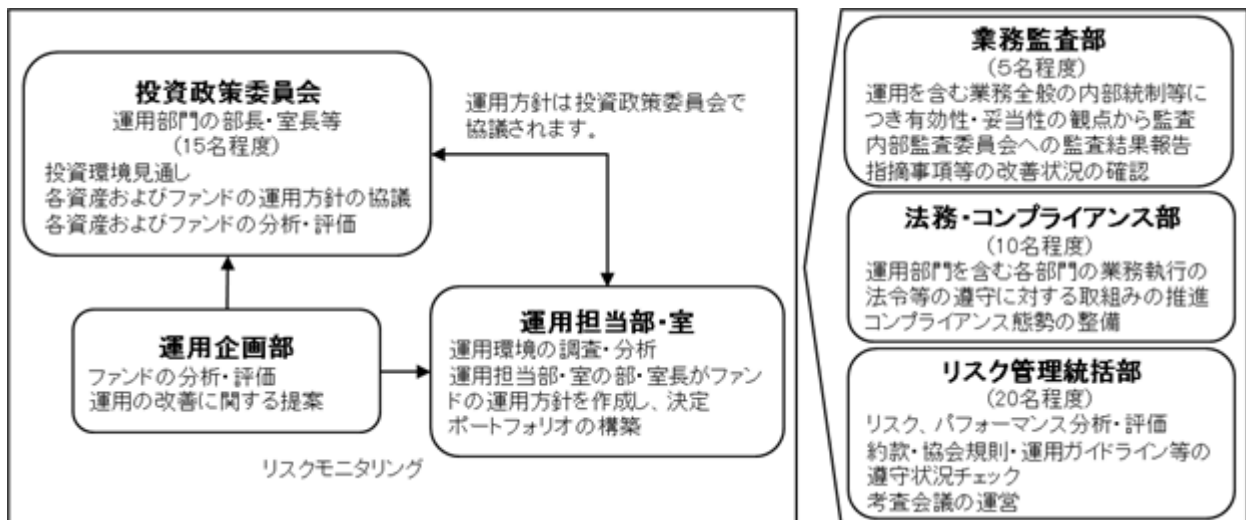 投資政策委員会
運用部門の部長・室長等
(15名程度)
投資環境見通し
各資産およびファンドの運用方針の協議
各資産およびファンドの分析・評価
運用方針は投資政策委員会で
協議されます。
運用企画部
ファンドの分析・評価
運用の改善に関する提案
運用担当部・室
運用環境の調査・分析
運用担当部・室の部・室長がファン
ドの運用方針を作成し、決定
ポートフォリオの構築
リスクモニタリング
業務監査部
(5名程度)
運用を含む業務全般の内部統制等に
つき有効性・妥当性の観点から監査
内部監査委員会への監査結果報告
指摘事項等の改善状況の確認
法務・コンプライアンス部
(10名程度)
運用部門を含む各部門の業務執行の
法令等の遵守に対する取組みの推進
コンプライアンス態勢の整備
リスク管理統括部
(20名程度)
リスク、パフォーマンス分析・評価
約款・協会規則・運用ガイドライン等の
遵守状況チェック
考査会議の運営